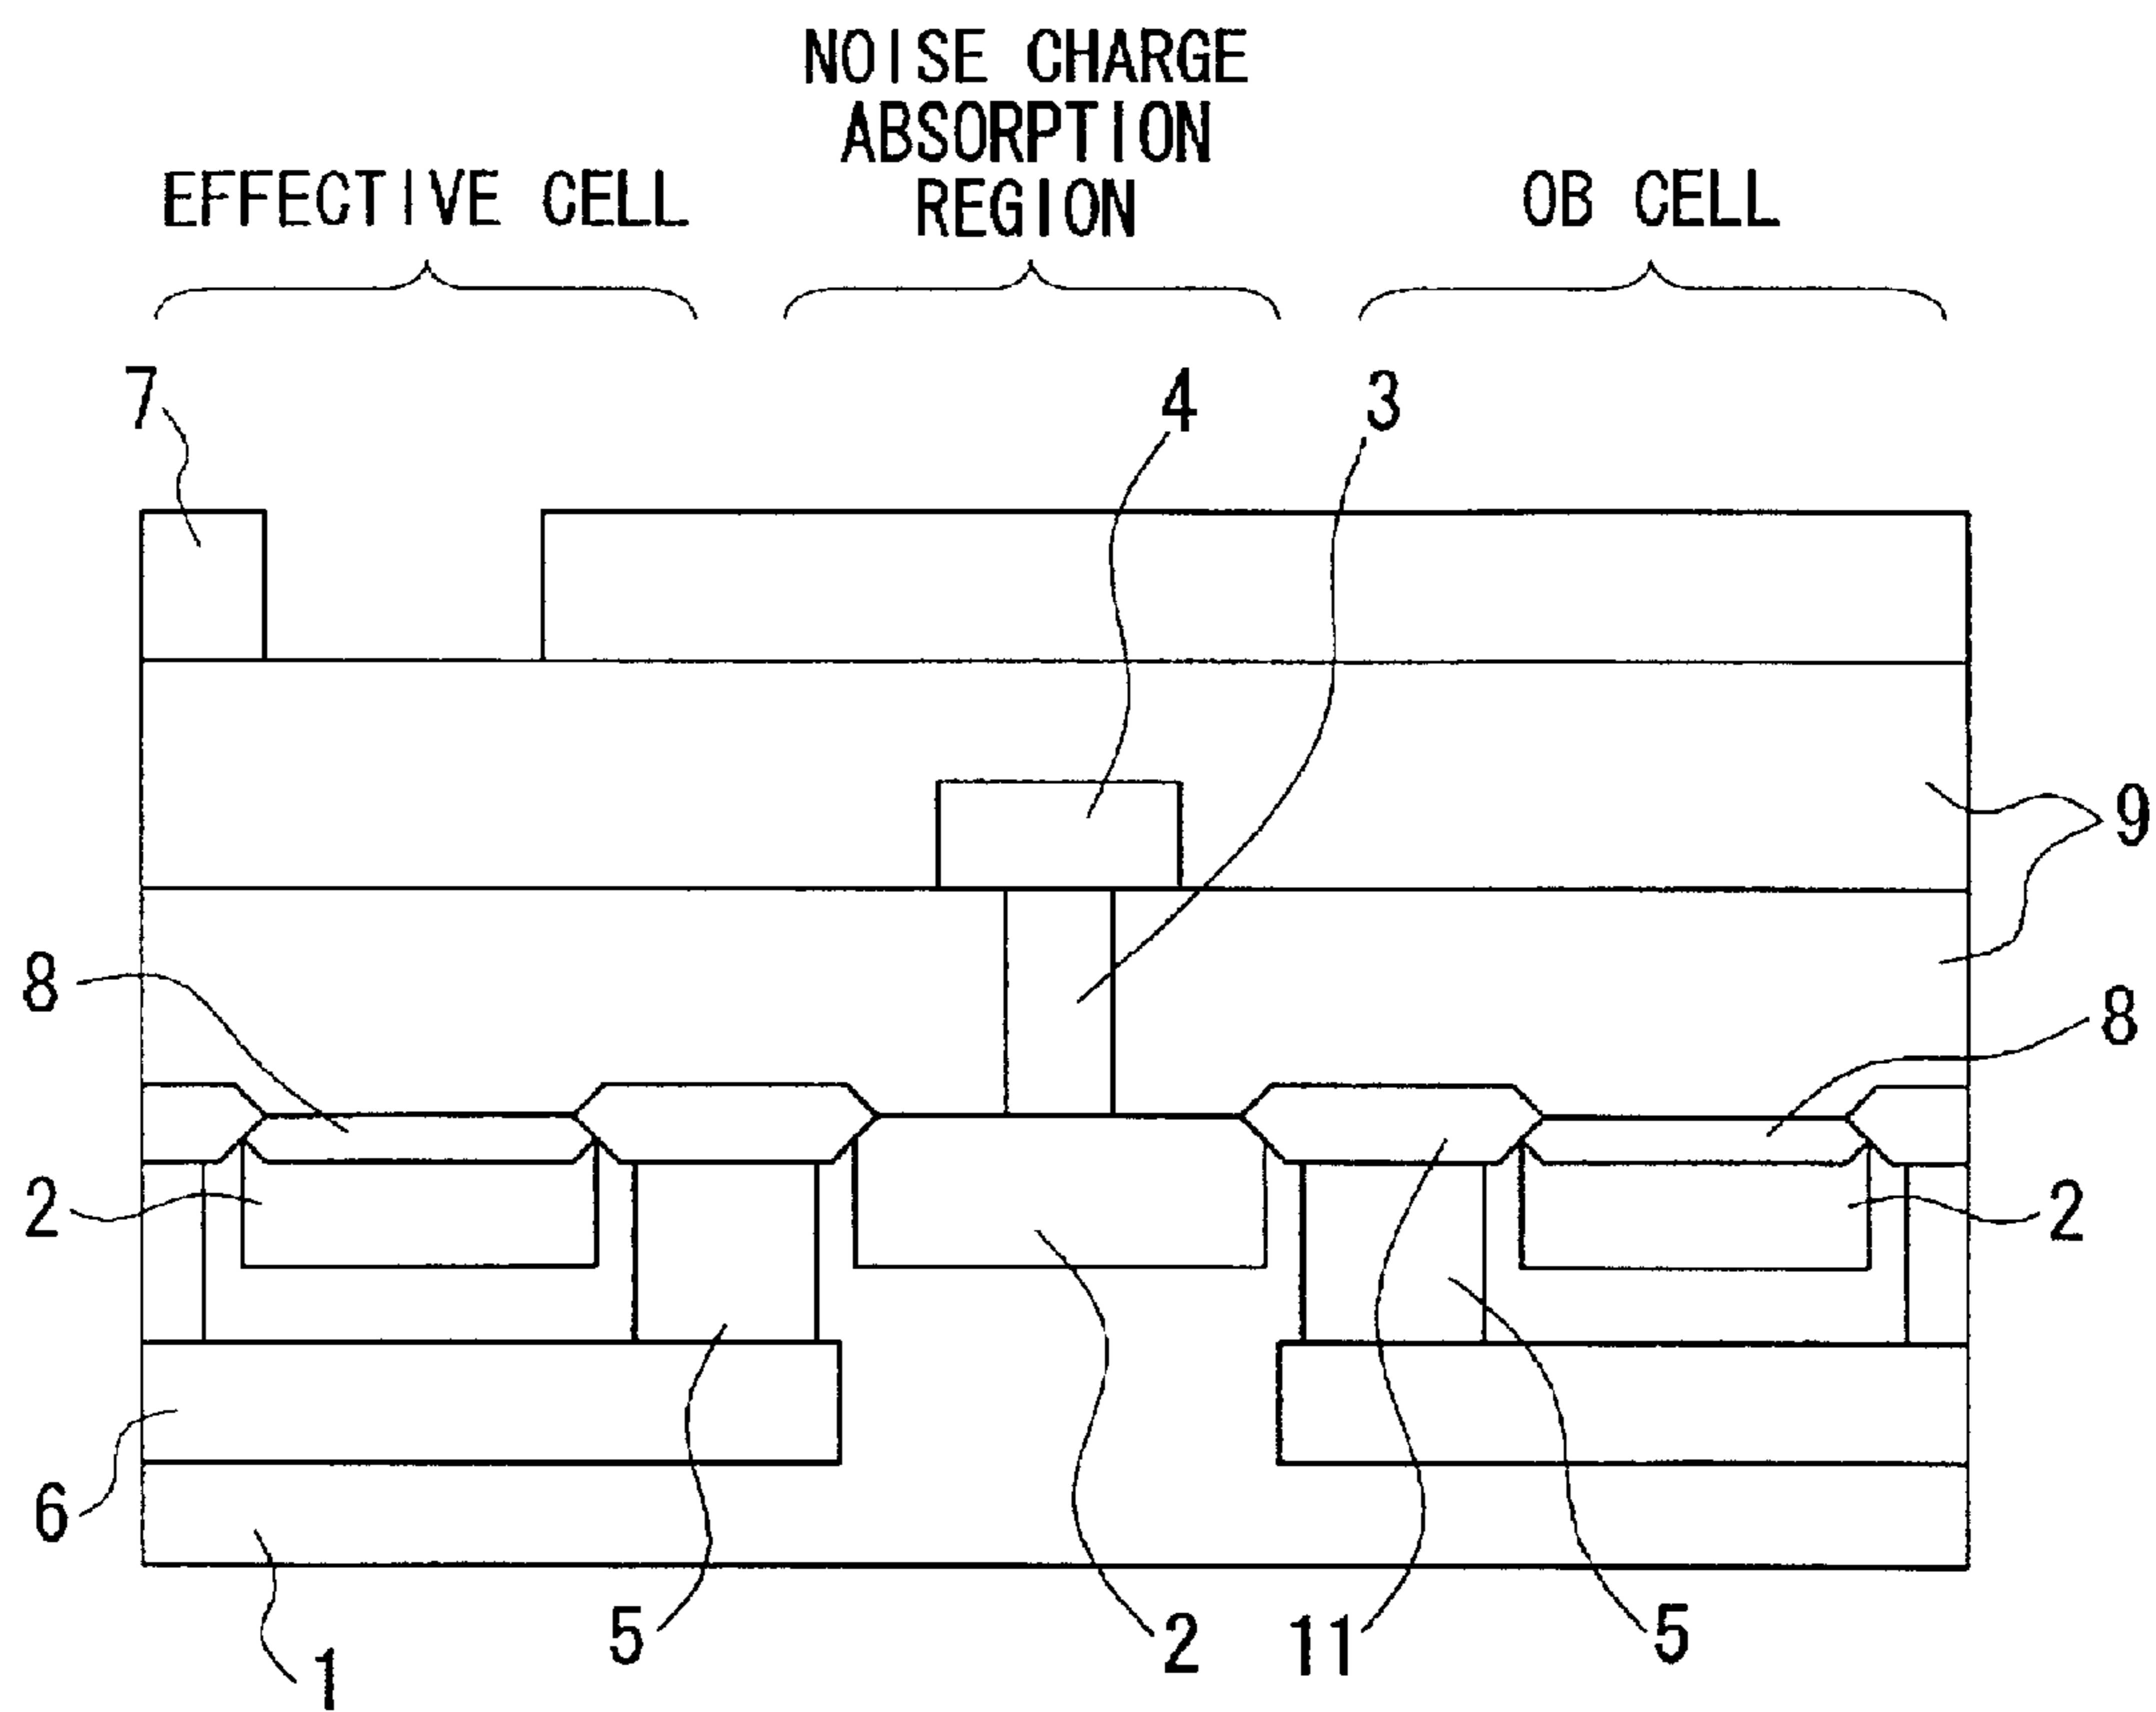 NOISE CHARGE
ABSORPTION
REGION
EFFECTIVE CELL
OB CELL
7
4
3
9
8
8
2
2
6
5
2
11
5
1